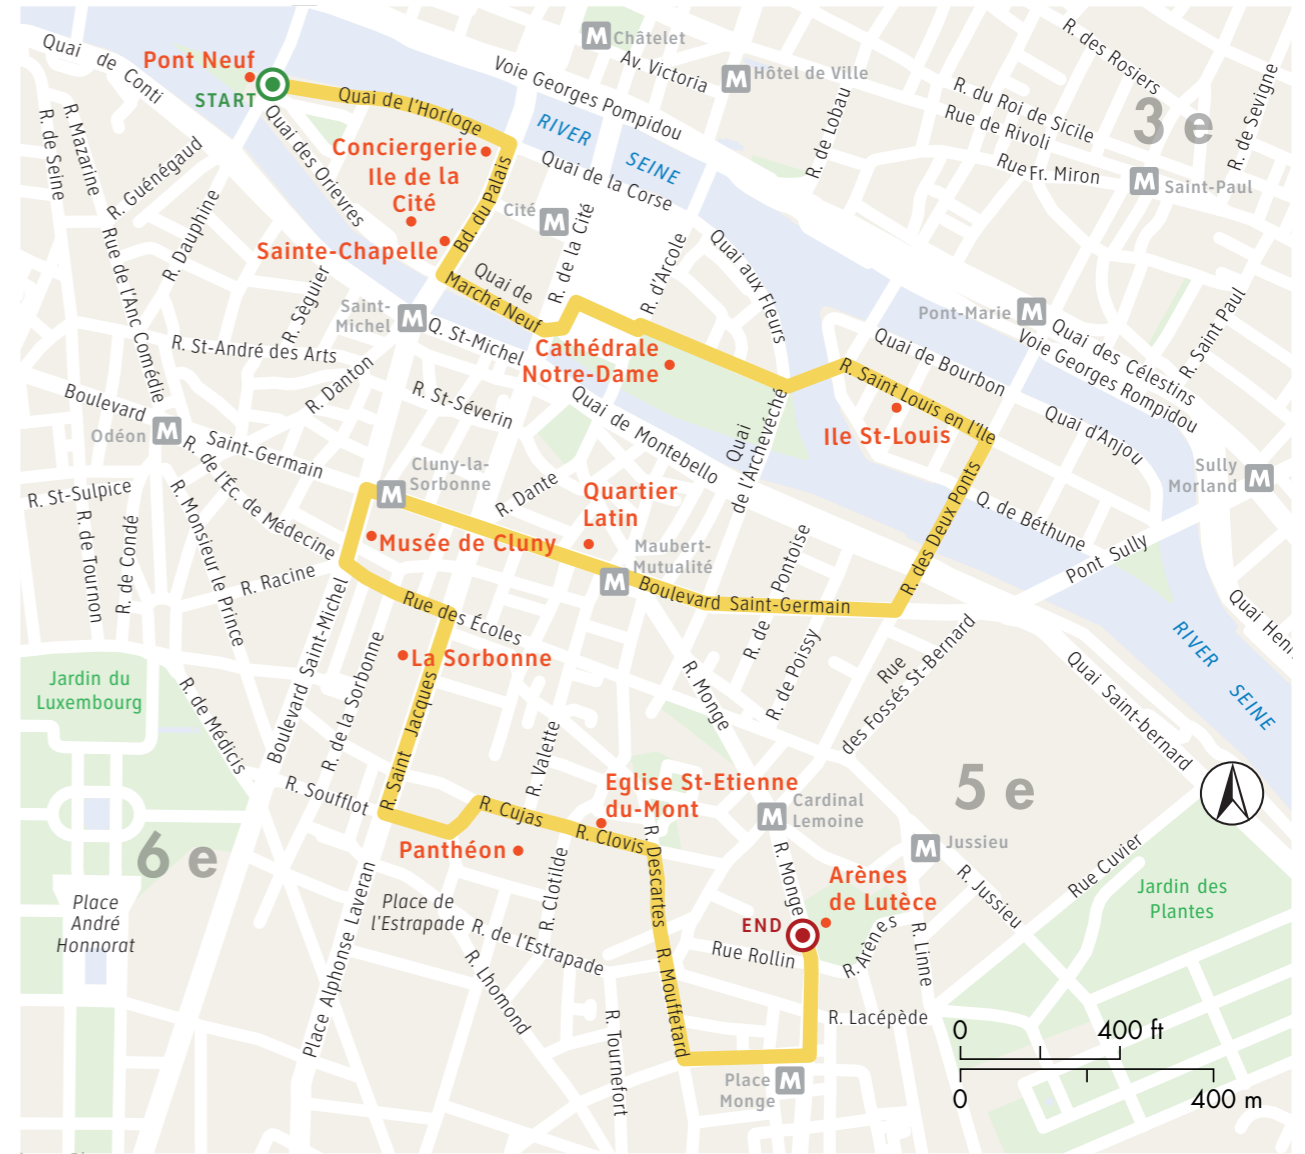 Quai de Conti
Pont Neuf
START
M Châtelet
Av. Victoria
M Hôtel de Ville
Voie Georges Pompidou
R. des Rosiers
R. du Roi de Sicile
Rue de Rivoli
3 e
R. de Sevigne
R. de Lobau
Rue Fr. Miron
M Saint-Paul
Quai de l'Horloge
RIVER
SEINE
R. de Seine
R. Mazarine
R. Guénégaud
Quai des Orievres
Conciergerie
Ile de la
Cité
Sainte-Chapelle
Bd. du Palais
Quai de la Corse
Cité M
R. de la Cité
R. d'Arcole
Quai aux Fleurs
R. Dauphine
Rue de l'Anc Comédie
R. Sèguier
Saint-
Michel M
Quai de
Marché Neuf
Q. St-Michel
Cathédrale
Notre-Dame
Pont-Marie M
Quai des Célestins
Voie Georges Rompidou
R. Saint Paul
Quai de Bourbon
R. Saint Louis en l'Ile
Ile St-Louis
Quai d'Anjou
Sully
Morland M
R. St-André des Arts
R. Danton
R. St-Séverin
Quai de Montebello
Quai
de l'Archevéché
Boulevard
Saint-Germain
Odéon M
R. de l'Éc. de Médecine
Cluny-la-
Sorbonne
M
R. Dante
Quartier
Latin
Musée de Cluny
Maubert-
Mutualité
M
Boulevard Saint-Germain
R. des Deux Ponts
Q. de Béthune
Pont Sully
Quai Henr
R. St-Sulpice
R. de Tournon
R. de Condé
R. Monsieur le Prince
R. Racine
Boulevard Saint-Michel
R. de la Sorbonne
Rue des Écoles
La Sorbonne
R. Saint Jacques
R. de Pontoise
R. de Poissy
R. Monge
Rue
des Fossés St-Bernard
Quai Saint-bernard
RIVER
SEINE
Jardin du
Luxembourg
R. de Médicis
R. Soufflot
R. Valette
R. Cujas
R. Clovis
Eglise St-Etienne
du-Mont
Panthéon
M Cardinal
Lemoine
5 e
M Jussieu
R. Jussieu
Rue Cuvier
Jardin des
Plantes
6 e
Place
André
Honnorat
Place Alphonse Laveran
Place de
l'Estrapade
R. de l'Estrapade
R. Clotilde
R. Descartes
R. Mouffetard
R. Lhomond
R. Tournefort
R. Monge
Arènes
de Lutèce
END
Rue Rollin
R. Arènes
R. Linne
R. Lacépède
Place
Monge M
0 400 ft
0 400 m